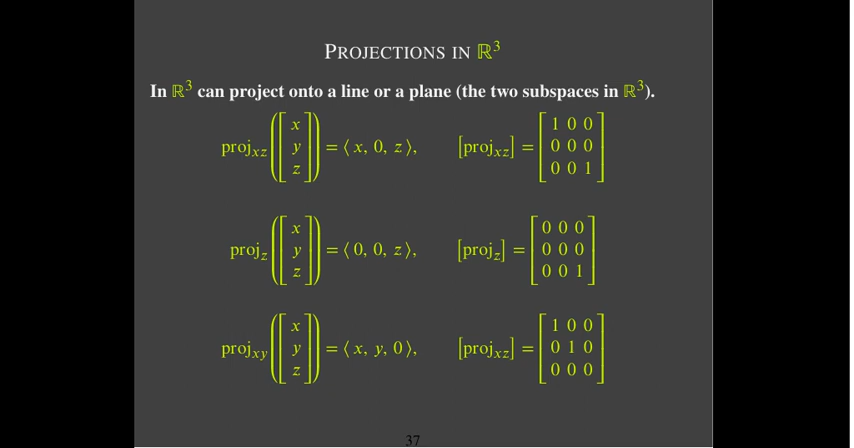 PROJECTIONS IN ℝ³
In ℝ³ can project onto a line or a plane (the two subspaces in ℝ³).
proj_xz([x y z]) = ⟨ x, 0, z ⟩, [proj_xz] = [1 0 0; 0 0 0; 0 0 1]
proj_z([x y z]) = ⟨ 0, 0, z ⟩, [proj_z] = [0 0 0; 0 0 0; 0 0 1]
proj_xy([x y z]) = ⟨ x, y, 0 ⟩, [proj_xz] = [1 0 0; 0 1 0; 0 0 0]
37